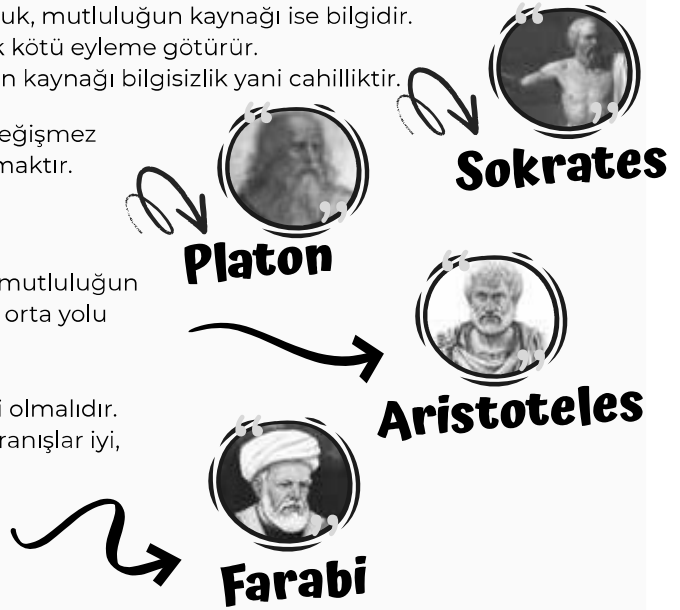 uk, mutluluğun kaynağı ise bilgidir.
k kötü eyleme götürür.
n kaynağı bilgisizlik yani cahilliktir.
Sokrates
eğişmez
maktır.
Platon
mutluluğun
orta yolu
Aristoteles
i olmalıdır.
ranışlar iyi,
Farabi